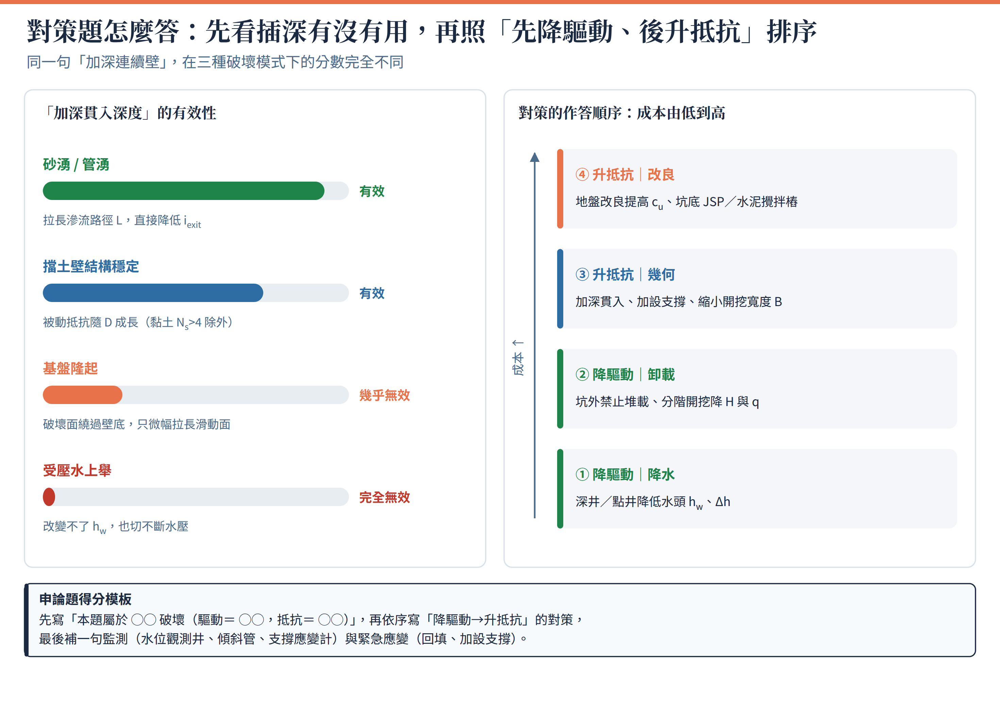 對策題怎麼答：先看插深有沒有用，再照「先降驅動、後升抵抗」排序
同一句「加深連續壁」，在三種破壞模式下的分數完全不同
「加深貫入深度」的有效性
砂湧 / 管湧
有效
拉長滲流路徑 L，直接降低 i_exit
擋土壁結構穩定
有效
被動抵抗隨 D 成長（黏土 N_s>4 除外）
基盤隆起
幾乎無效
破壞面繞過壁底，只微幅拉長滑動面
受壓水上舉
完全無效
改變不了 h_w，也切不斷水壓
對策的作答順序：成本由低到高
成本 ↑
④ 升抵抗｜改良
地盤改良提高 c_u、坑底 JSP／水泥攪拌樁
③ 升抵抗｜幾何
加深貫入、加設支撐、縮小開挖寬度 B
② 降驅動｜卸載
坑外禁止堆載、分階開挖降 H 與 q
① 降驅動｜降水
深井／點井降低水頭 h_w、Δh
申論題得分模板
先寫「本題屬於 ◯◯ 破壞（驅動＝ ◯◯，抵抗＝ ◯◯）」，再依序寫「降驅動→升抵抗」的對策，
最後補一句監測（水位觀測井、傾斜管、支撐應變計）與緊急應變（回填、加設支撐）。